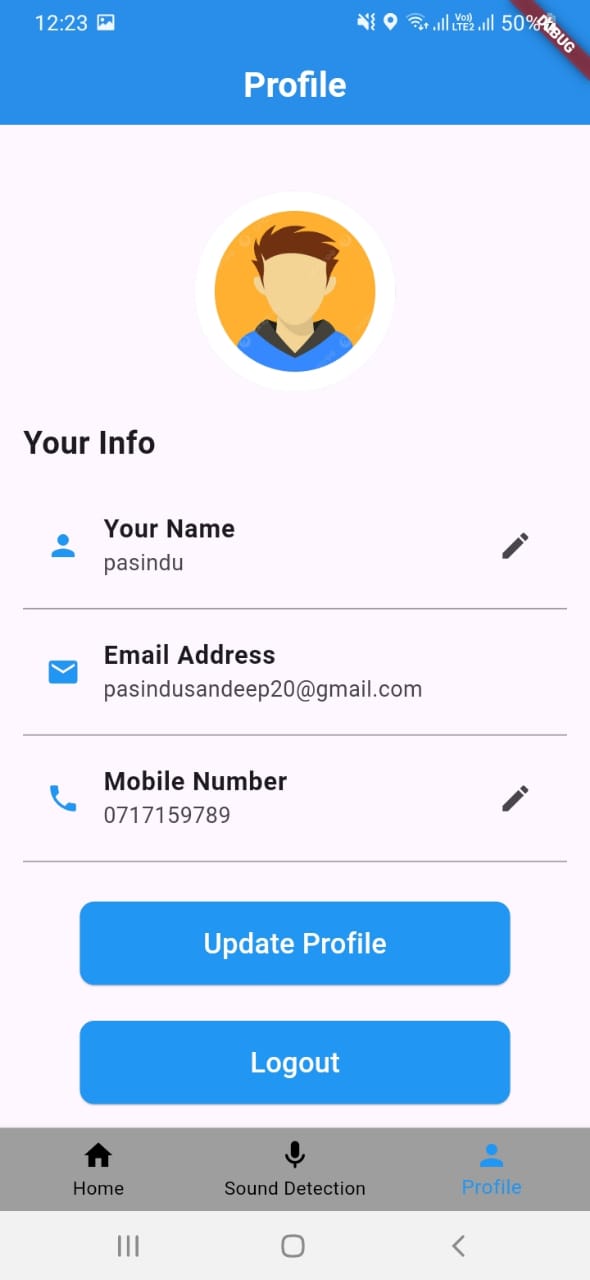 12:23 Vo)) LTE2 50%
DEBUG
Profile
Your Info
Your Name
pasindu
Email Address
pasindusandeep20@gmail.com
Mobile Number
0717159789
Update Profile
Logout
Home Sound Detection Profile